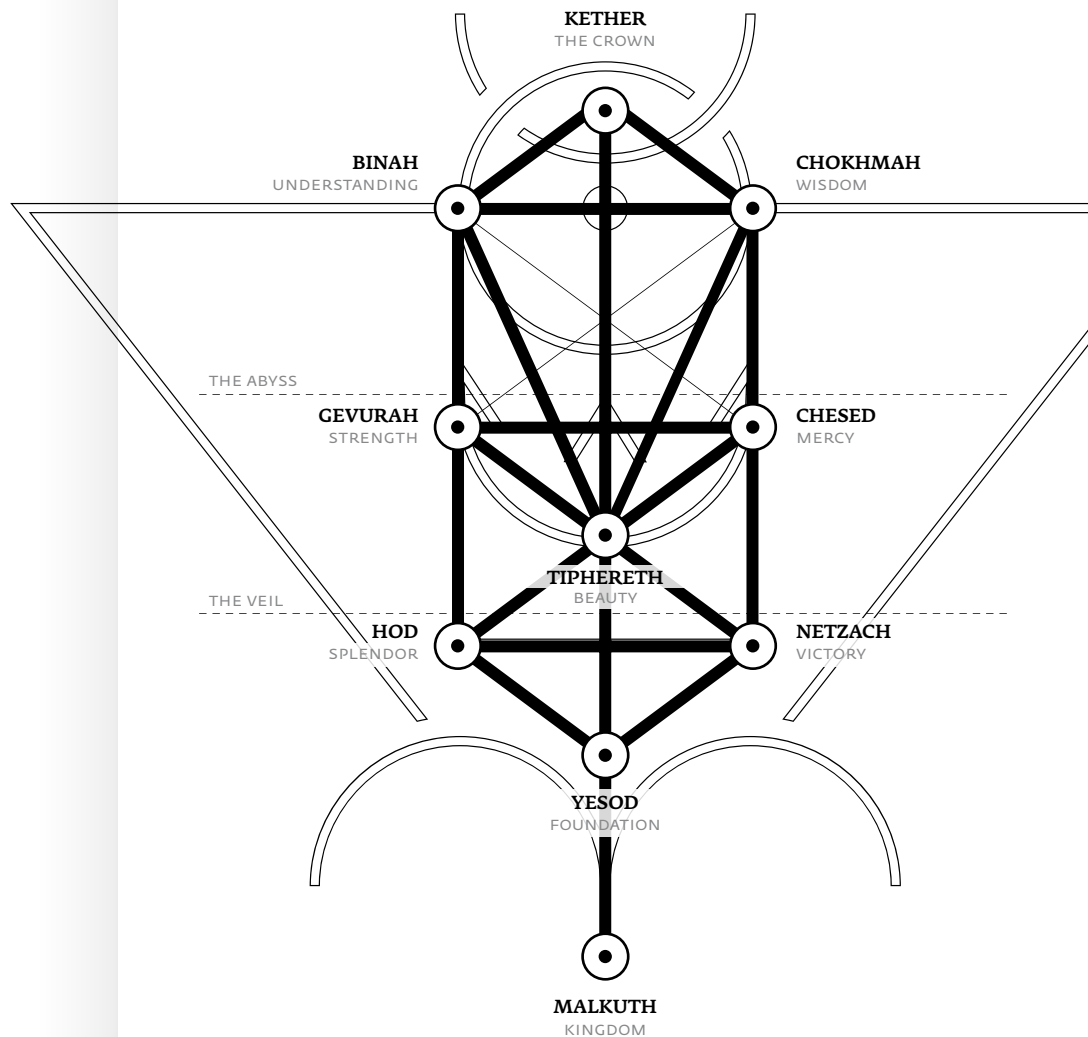 KETHER
THE CROWN
BINAH
UNDERSTANDING
CHOKHMAH
WISDOM
THE ABYSS
GEVURAH
STRENGTH
CHESED
MERCY
TIPHERETH
BEAUTY
THE VEIL
HOD
SPLENDOR
NETZACH
VICTORY
YESOD
FOUNDATION
MALKUTH
KINGDOM